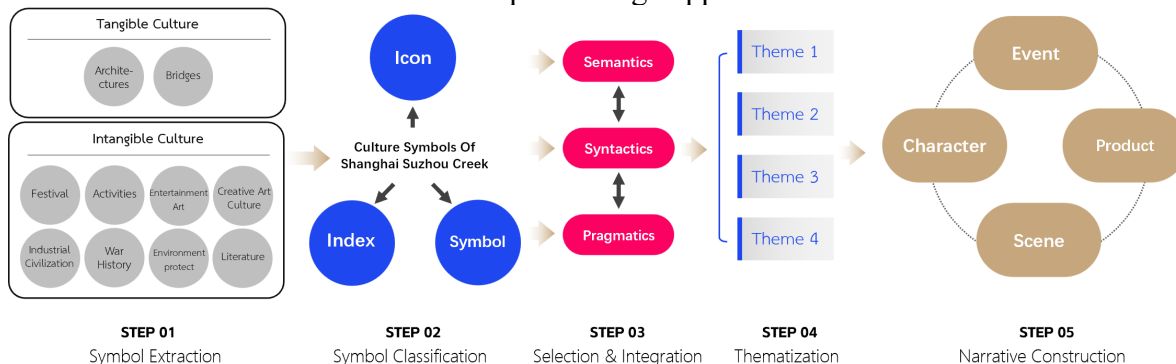 Tangible Culture
Archite-
ctures
Bridges
Intangible Culture
Festival
Activities
Entertainment
Art
Creative Art
Culture
Industrial
Civilization
War
History
Environment
protect
Literature
STEP 01
Symbol Extraction
Icon
Culture Symbols Of
Shanghai Suzhou Creek
Index
Symbol
STEP 02
Symbol Classification
Semantics
Syntactics
Pragmatics
STEP 03
Selection & Integration
Theme 1
Theme 2
Theme 3
Theme 4
STEP 04
Thematization
Event
Character
Product
Scene
STEP 05
Narrative Construction